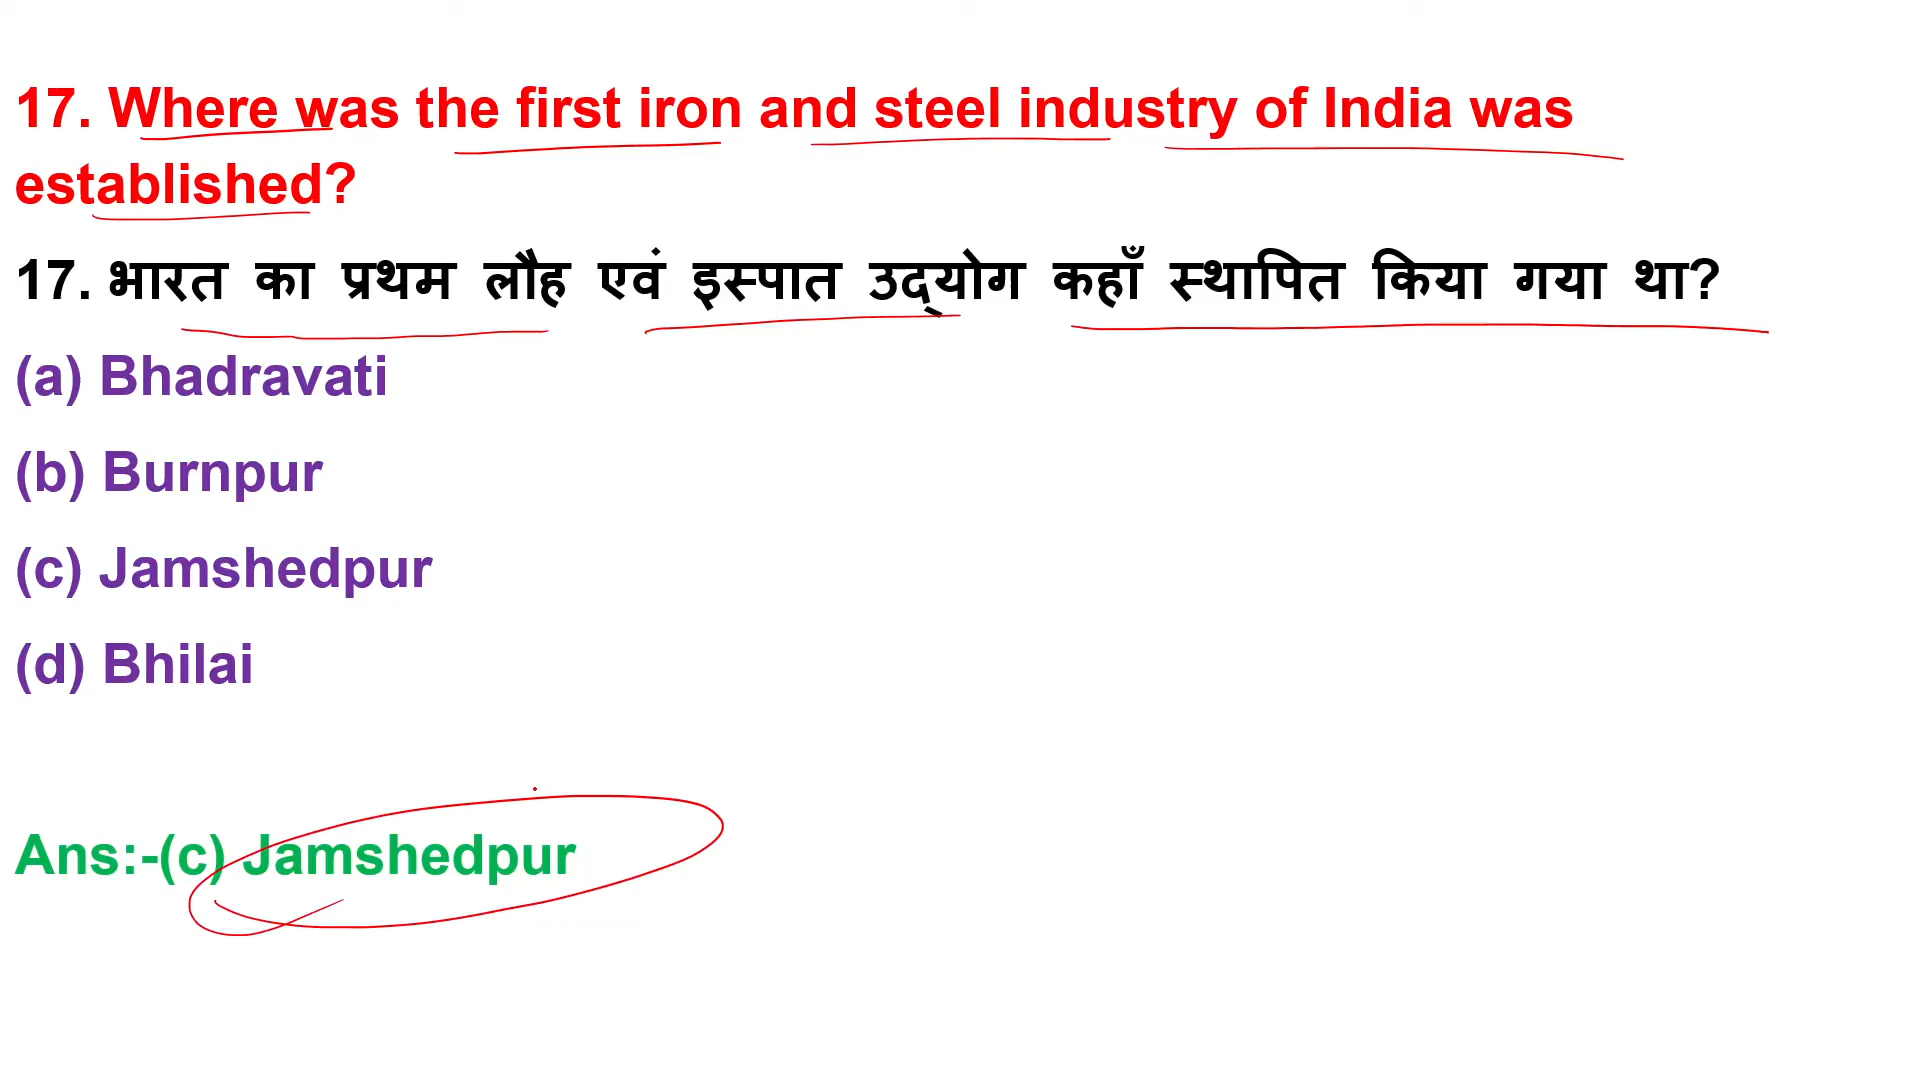 17. Where was the first iron and steel industry of India was
established?
17. भारत का प्रथम लौह एवं इस्पात उद्योग कहाँ स्थापित किया गया था?
(a) Bhadravati
(b) Burnpur
(c) Jamshedpur
(d) Bhilai
Ans:-(c) Jamshedpur